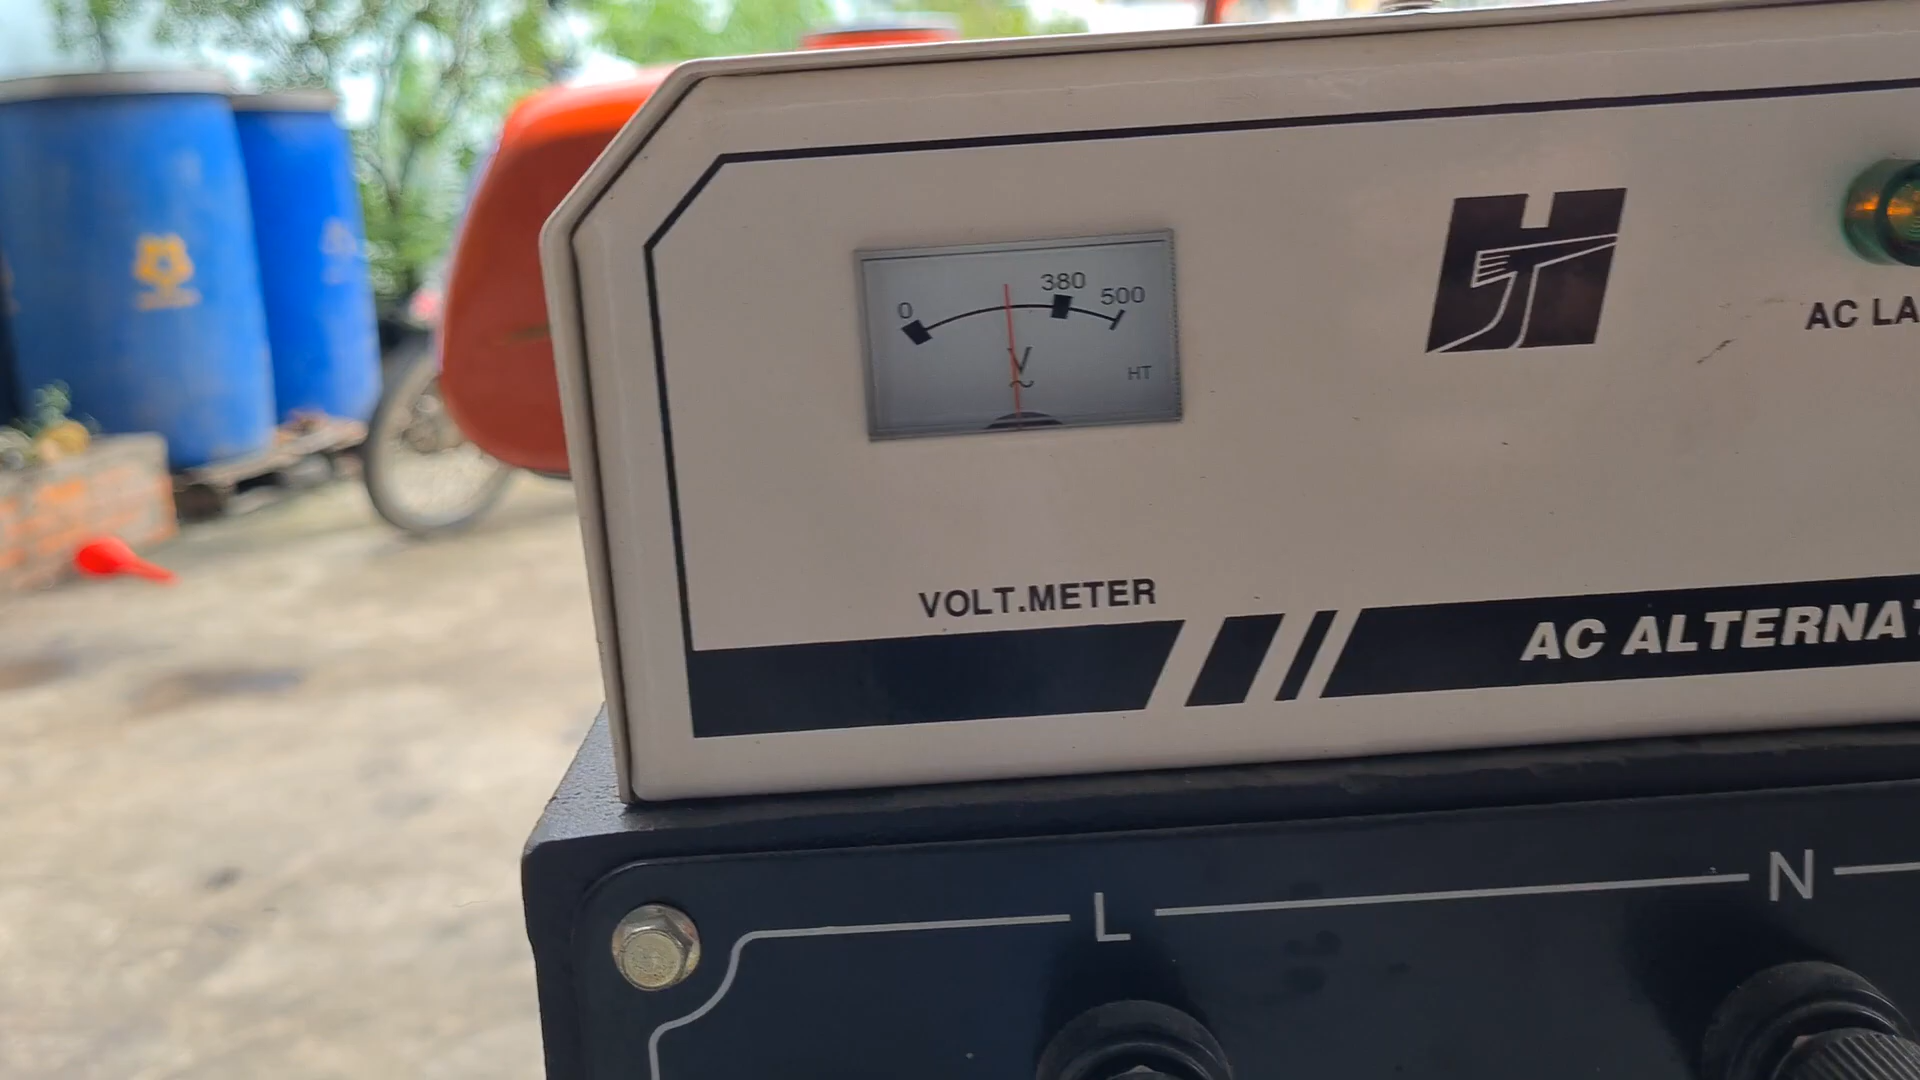 0
380
500
V
~
HT
AC LA
VOLT.METER
AC ALTERNAT
L
N